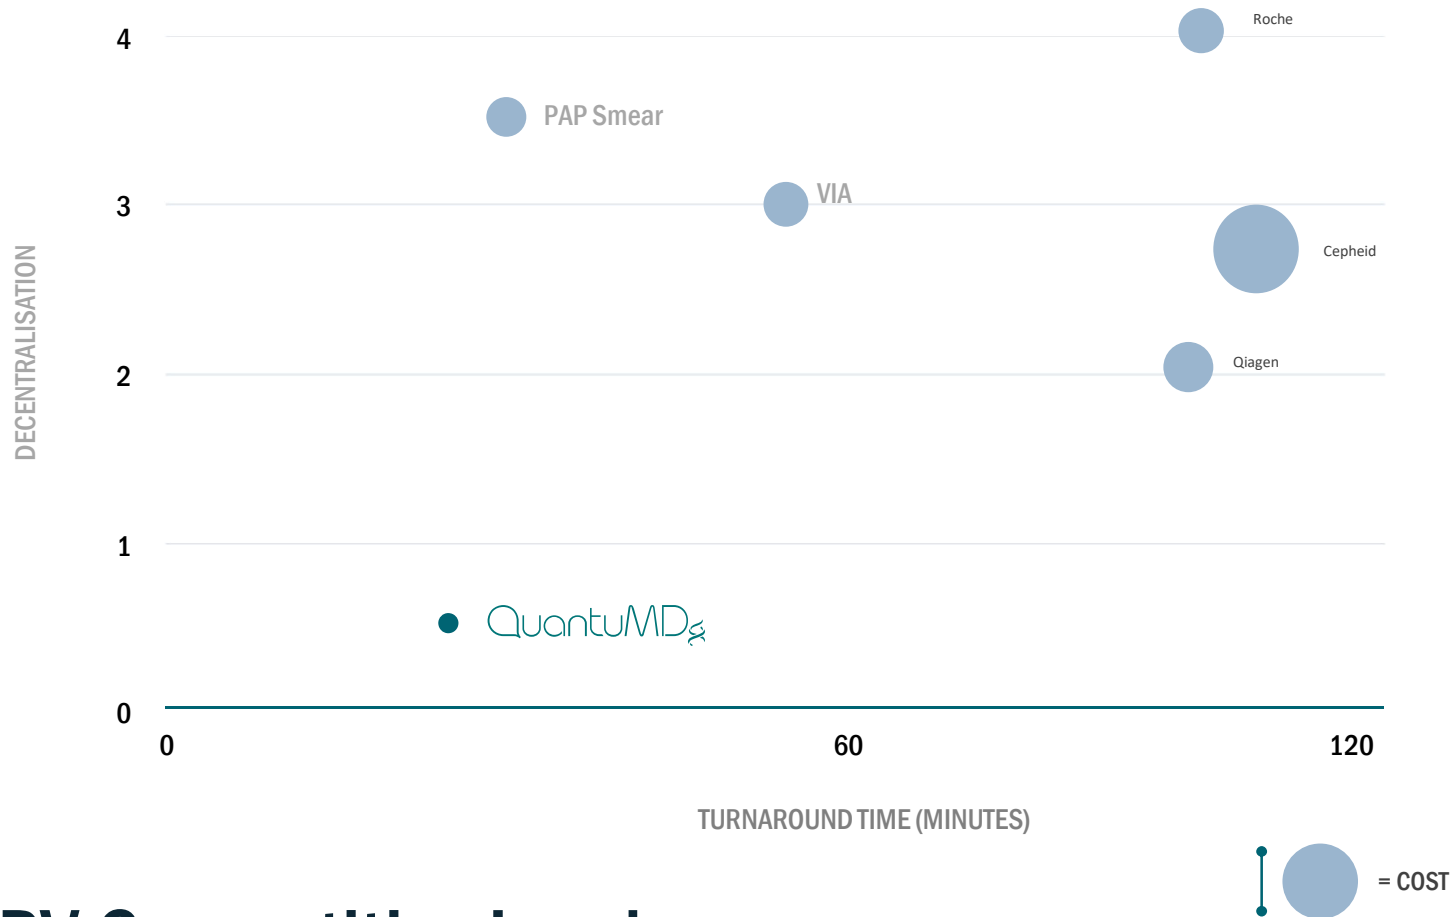 4
Roche
PAP Smear
3
VIA
Cepheid
DECENTRALISATION
2
Qiagen
1
QuantuMDx
0
0 60 120
TURNAROUND TIME (MINUTES)
= COST